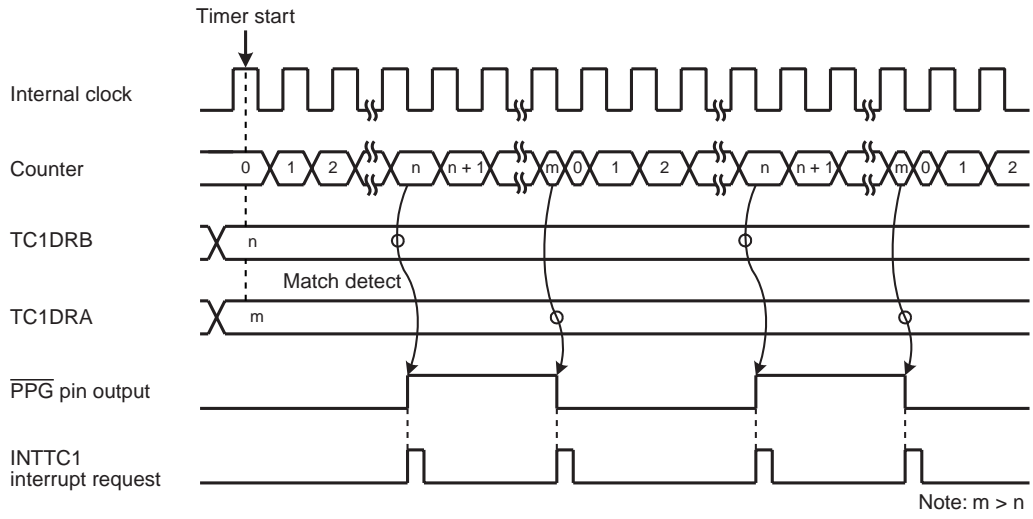 Timer start
Internal clock
Counter
0 1 2 n n + 1 m 0 1 2 n n + 1 m 0 1 2
TC1DRB
n
Match detect
TC1DRA
m
PPG pin output
INTTC1
interrupt request
Note: m > n